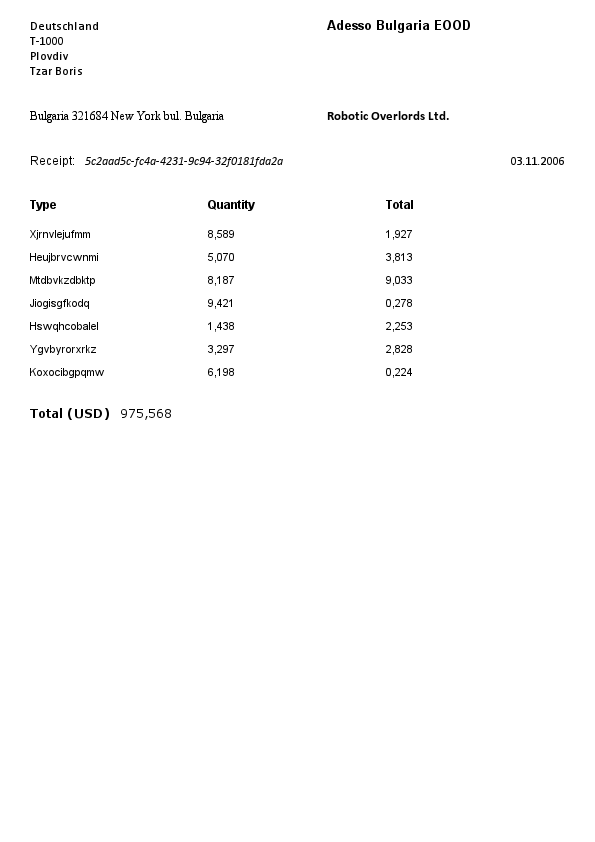 Deutschland
T-1000
Plovdiv
Tzar Boris
Adesso Bulgaria EOOD
Bulgaria 321684 New York bul. Bulgaria
Robotic Overlords Ltd.
Receipt: 5c2aad5c-fc4a-4231-9c94-32f0181fda2a 03.11.2006
Type Quantity Total
Xjrnvlejufmm 8,589 1,927
Heujbrvcwnmi 5,070 3,813
Mtdbvkzdbktp 8,187 9,033
Jiogisgfkodq 9,421 0,278
Hswqhcobalel 1,438 2,253
Ygvbyrorxrkz 3,297 2,828
Koxocibgpqmw 6,198 0,224
Total (USD) 975,568